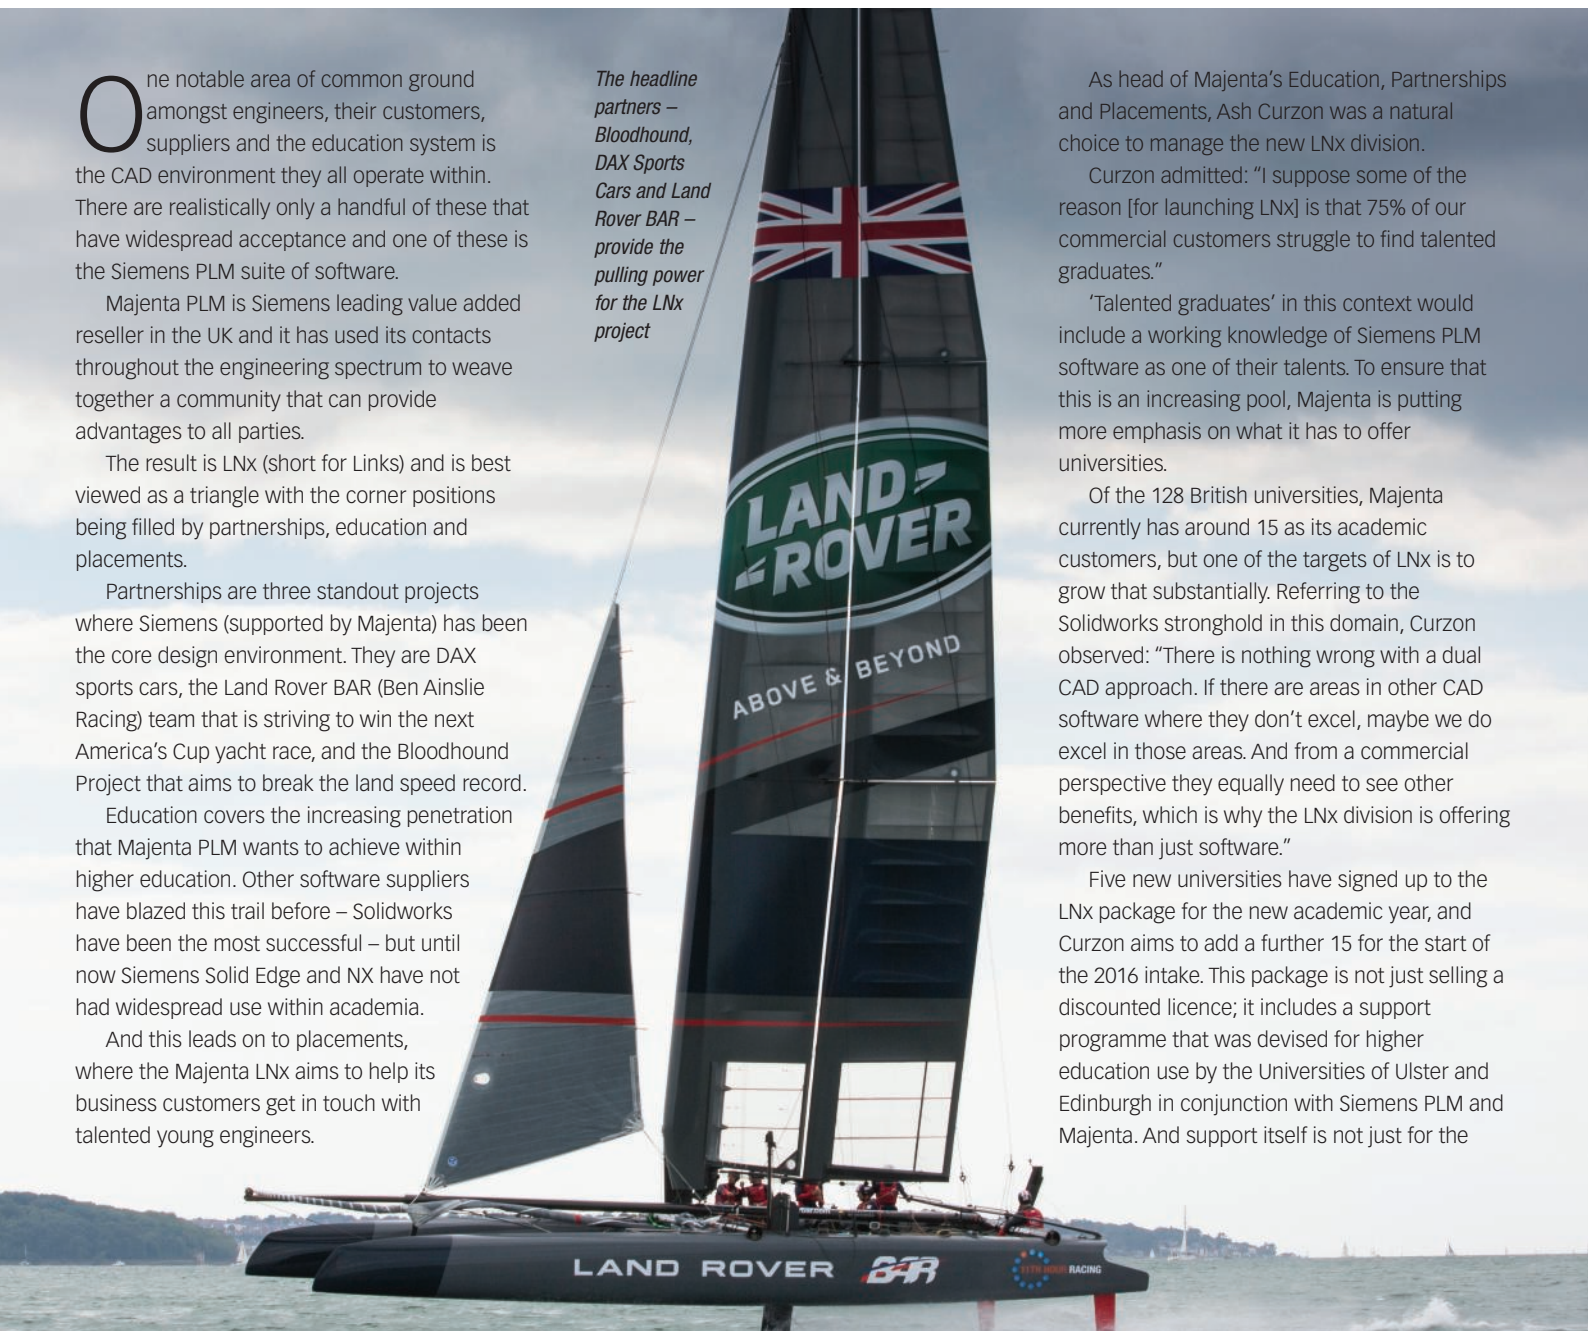 One notable area of common ground
amongst engineers, their customers,
suppliers and the education system is
the CAD environment they all operate within.
There are realistically only a handful of these that
have widespread acceptance and one of these is
the Siemens PLM suite of software.
Majenta PLM is Siemens leading value added
reseller in the UK and it has used its contacts
throughout the engineering spectrum to weave
together a community that can provide
advantages to all parties.
The result is LNx (short for Links) and is best
viewed as a triangle with the corner positions
being filled by partnerships, education and
placements.
Partnerships are three standout projects
where Siemens (supported by Majenta) has been
the core design environment. They are DAX
sports cars, the Land Rover BAR (Ben Ainslie
Racing) team that is striving to win the next
America's Cup yacht race, and the Bloodhound
Project that aims to break the land speed record.
Education covers the increasing penetration
that Majenta PLM wants to achieve within
higher education. Other software suppliers
have blazed this trail before – Solidworks
have been the most successful – but until
now Siemens Solid Edge and NX have not
had widespread use within academia.
And this leads on to placements,
where the Majenta LNx aims to help its
business customers get in touch with
talented young engineers.
The headline
partners –
Bloodhound,
DAX Sports
Cars and Land
Rover BAR –
provide the
pulling power
for the LNx
project
LAND
ROVER
ABOVE & BEYOND
LAND ROVER BAR
11TH HOUR RACING
As head of Majenta's Education, Partnerships
and Placements, Ash Curzon was a natural
choice to manage the new LNx division.
Curzon admitted: “I suppose some of the
reason [for launching LNx] is that 75% of our
commercial customers struggle to find talented
graduates.”
‘Talented graduates’ in this context would
include a working knowledge of Siemens PLM
software as one of their talents. To ensure that
this is an increasing pool, Majenta is putting
more emphasis on what it has to offer
universities.
Of the 128 British universities, Majenta
currently has around 15 as its academic
customers, but one of the targets of LNx is to
grow that substantially. Referring to the
Solidworks stronghold in this domain, Curzon
observed: “There is nothing wrong with a dual
CAD approach. If there are areas in other CAD
software where they don't excel, maybe we do
excel in those areas. And from a commercial
perspective they equally need to see other
benefits, which is why the LNx division is offering
more than just software.”
Five new universities have signed up to the
LNx package for the new academic year, and
Curzon aims to add a further 15 for the start of
the 2016 intake. This package is not just selling a
discounted licence; it includes a support
programme that was devised for higher
education use by the Universities of Ulster and
Edinburgh in conjunction with Siemens PLM and
Majenta. And support itself is not just for the